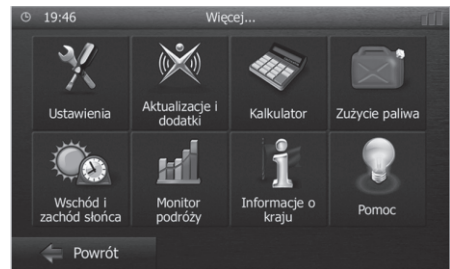 19:46 Więcej...
Ustawienia
Aktualizacje i
dodatki
Kalkulator
Zużycie paliwa
Wschód i
zachód słońca
Monitor
podróży
Informacje o
kraju
Pomoc
Powrót